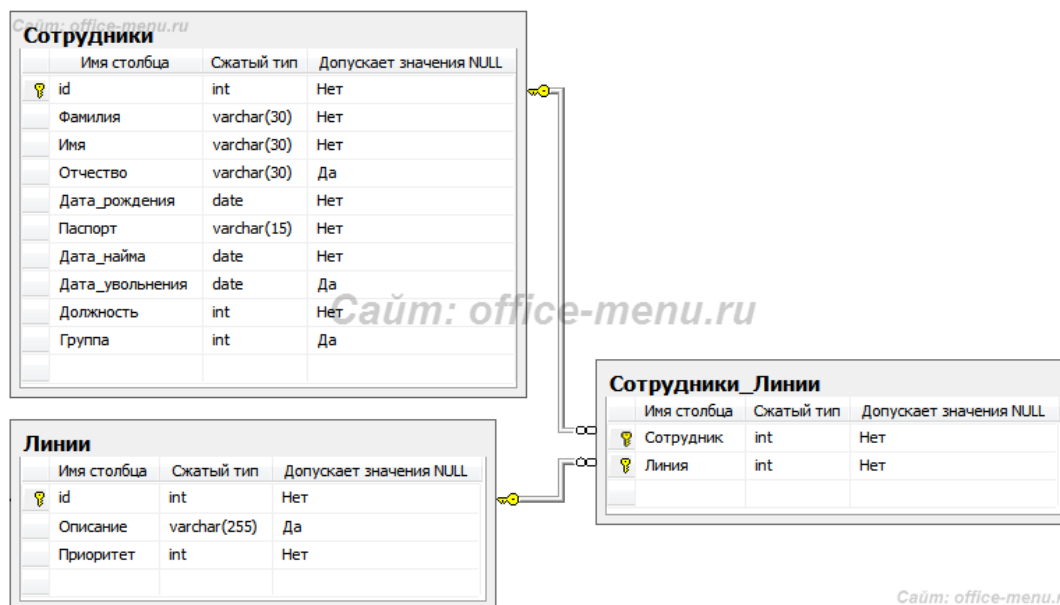 Сайт: office-menu.ru
Сотрудники
Имя столбца Сжатый тип Допускает значения NULL
id int Нет
Фамилия varchar(30) Нет
Имя varchar(30) Нет
Отчество varchar(30) Да
Дата_рождения date Нет
Паспорт varchar(15) Нет
Дата_найма date Нет
Дата_увольнения date Да
Должность int Нет
Группа int Да
Сайт: office-menu.ru
Сотрудники_Линии
Имя столбца Сжатый тип Допускает значения NULL
Сотрудник int Нет
Линия int Нет
Линии
Имя столбца Сжатый тип Допускает значения NULL
id int Нет
Описание varchar(255) Да
Приоритет int Нет
Сайт: office-menu.r